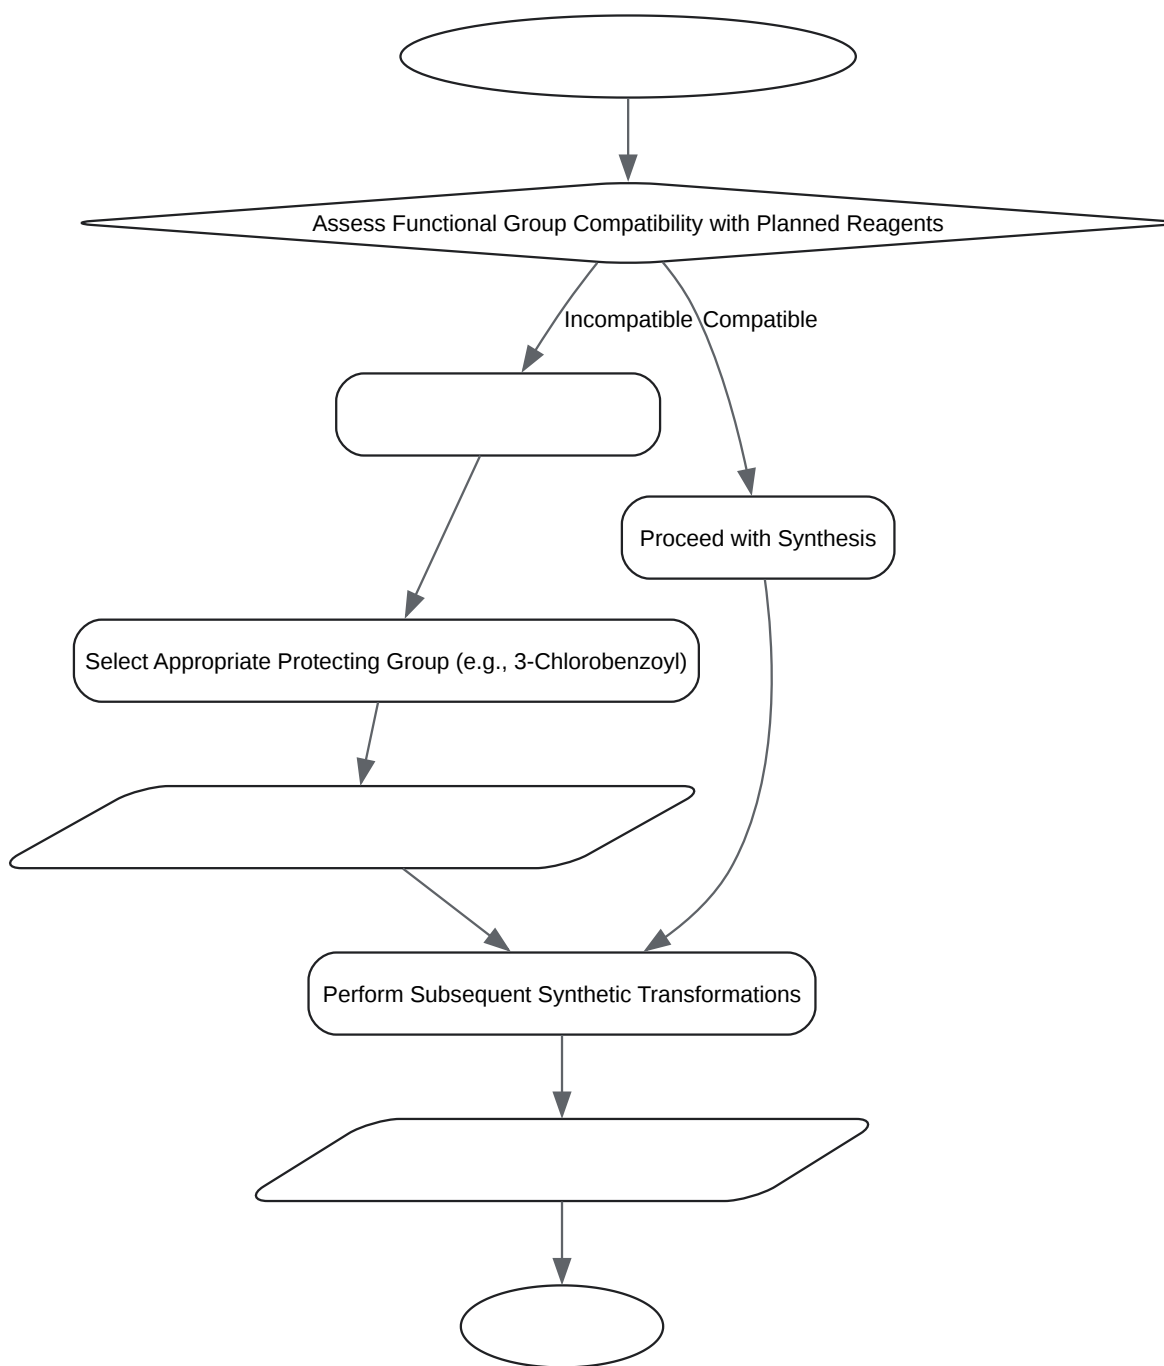 Assess Functional Group Compatibility with Planned Reagents
Incompatible
Compatible
Proceed with Synthesis
Select Appropriate Protecting Group (e.g., 3-Chlorobenzoyl)
Perform Subsequent Synthetic Transformations